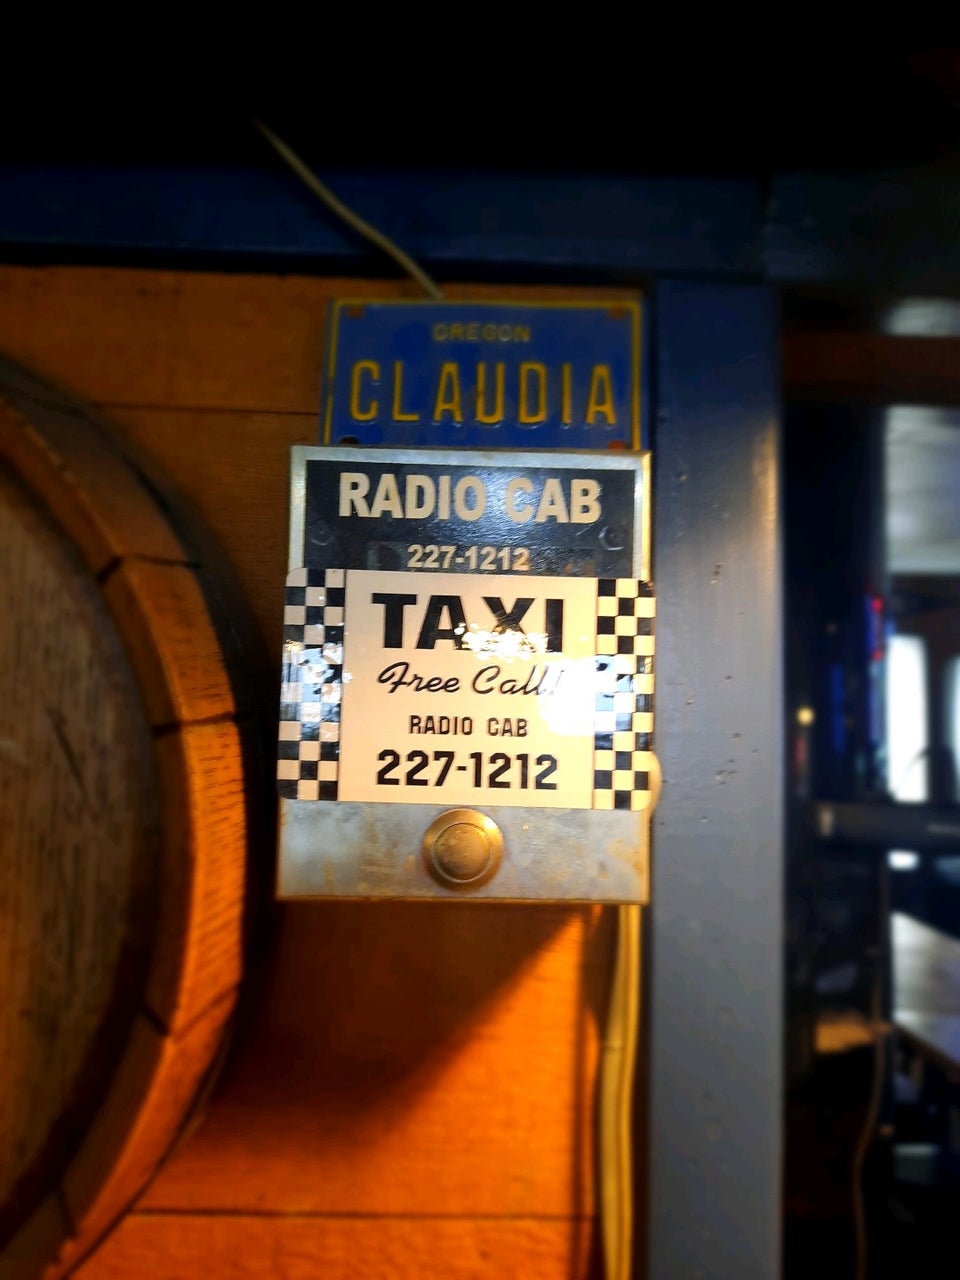 OREGON
CLAUDIA
RADIO CAB
227-1212
TAXI
Free Call!
RADIO CAB
227-1212